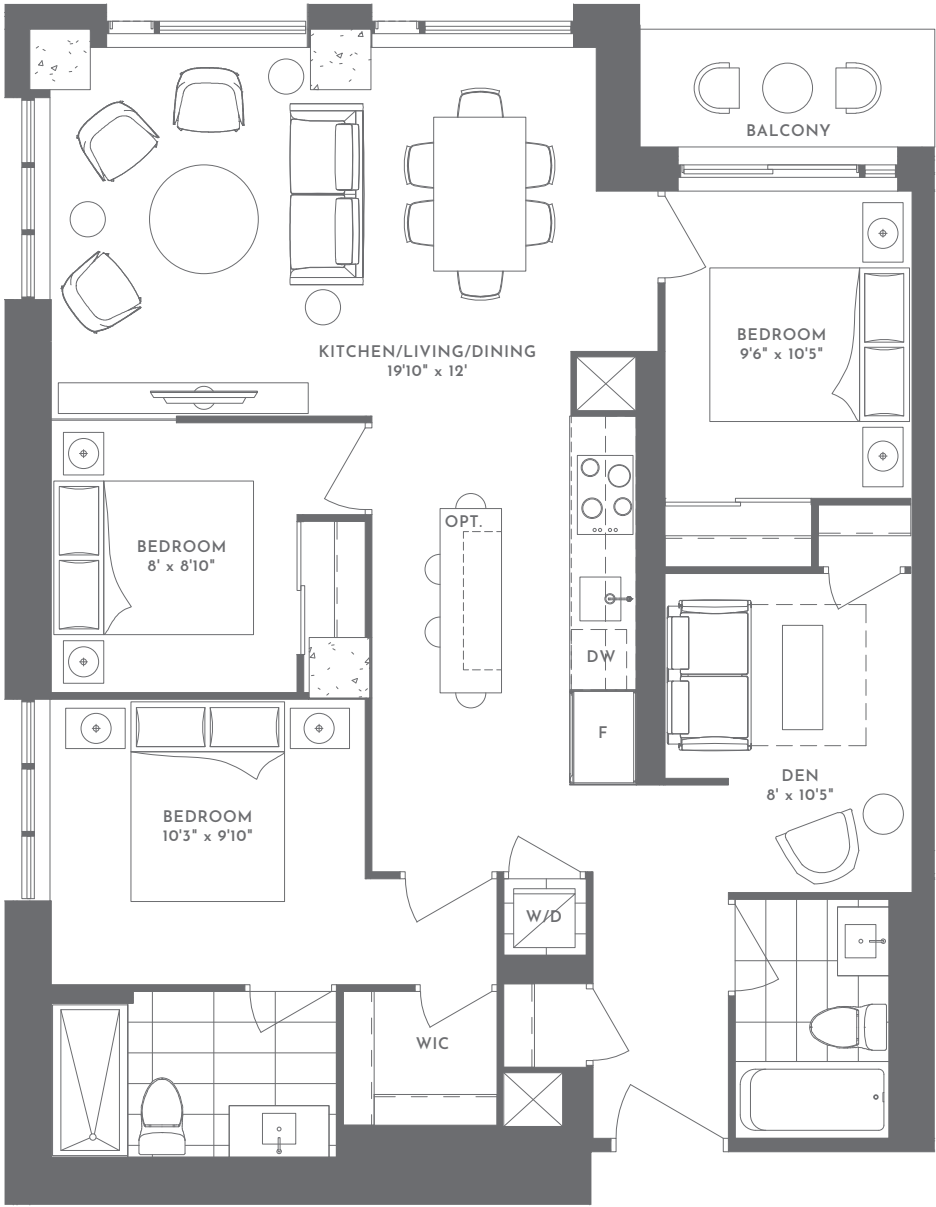 BALCONY
BEDROOM
9'6" x 10'5"
KITCHEN/LIVING/DINING
19'10" x 12'
OPT.
BEDROOM
8' x 8'10"
DW
F
DEN
8' x 10'5"
BEDROOM
10'3" x 9'10"
W/D
WIC